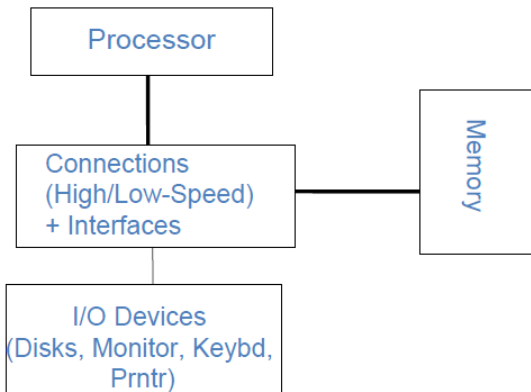 Processor
Connections
(High/Low-Speed)
+ Interfaces
Memory
I/O Devices
(Disks, Monitor, Keybd,
Prntr)